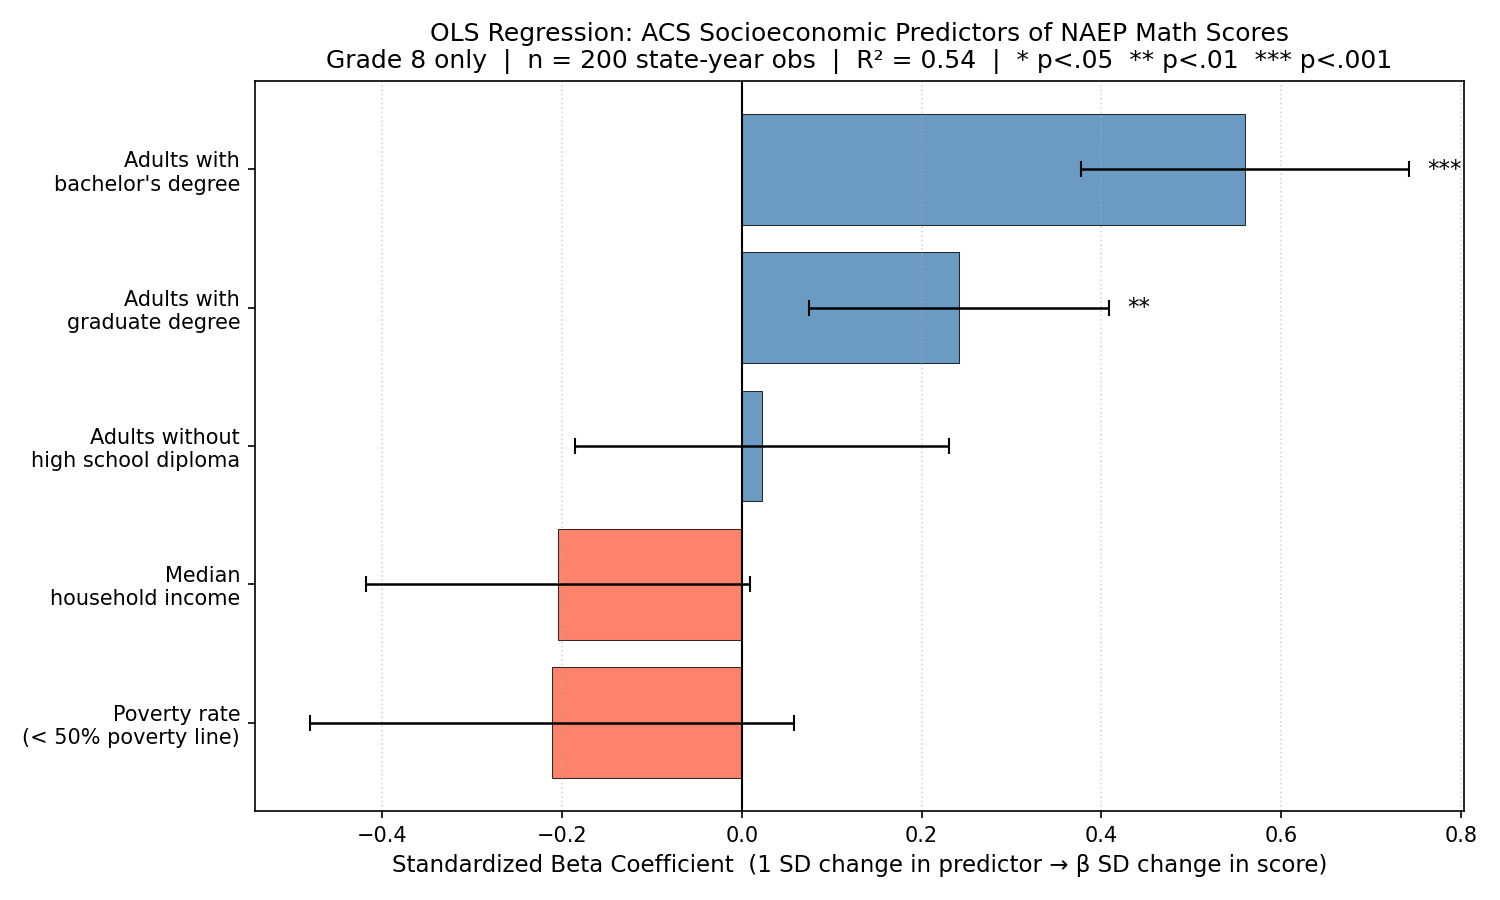 OLS Regression: ACS Socioeconomic Predictors of NAEP Math Scores
Grade 8 only | n = 200 state-year obs | R² = 0.54 | * p<.05 ** p<.01 *** p<.001
Adults with
bachelor's degree
***
Adults with
graduate degree
**
Adults without
high school diploma
Median
household income
Poverty rate
(< 50% poverty line)
−0.4 −0.2 0.0 0.2 0.4 0.6 0.8
Standardized Beta Coefficient (1 SD change in predictor → β SD change in score)